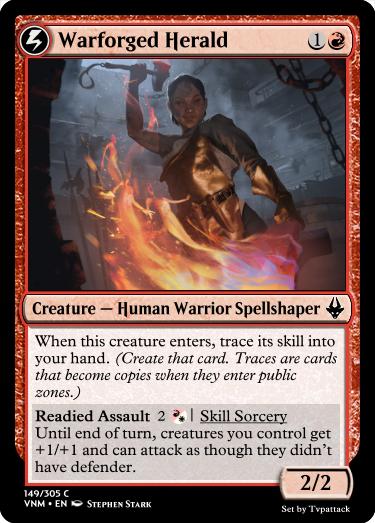 Warforged Herald 1
Creature — Human Warrior Spellshaper
When this creature enters, trace its skill into
your hand. (Create that card. Traces are cards
that become copies when they enter public
zones.)
Readied Assault 2 | Skill Sorcery
Until end of turn, creatures you control get
+1/+1 and can attack as though they didn't
have defender.
2/2
149/305 C
VNM • EN Stephen Stark
Set by Tvpattack